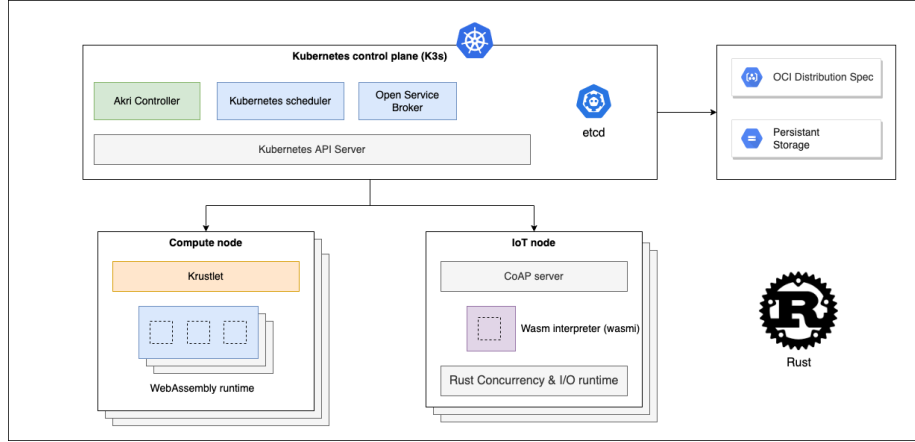 Kubernetes control plane (K3s)
Akri Controller
Kubernetes scheduler
Open Service
Broker
etcd
Kubernetes API Server
OCI Distribution Spec
Persistant
Storage
Compute node
Krustlet
WebAssembly runtime
IoT node
CoAP server
Wasm interpreter (wasmi)
Rust Concurrency & I/O runtime
R
Rust